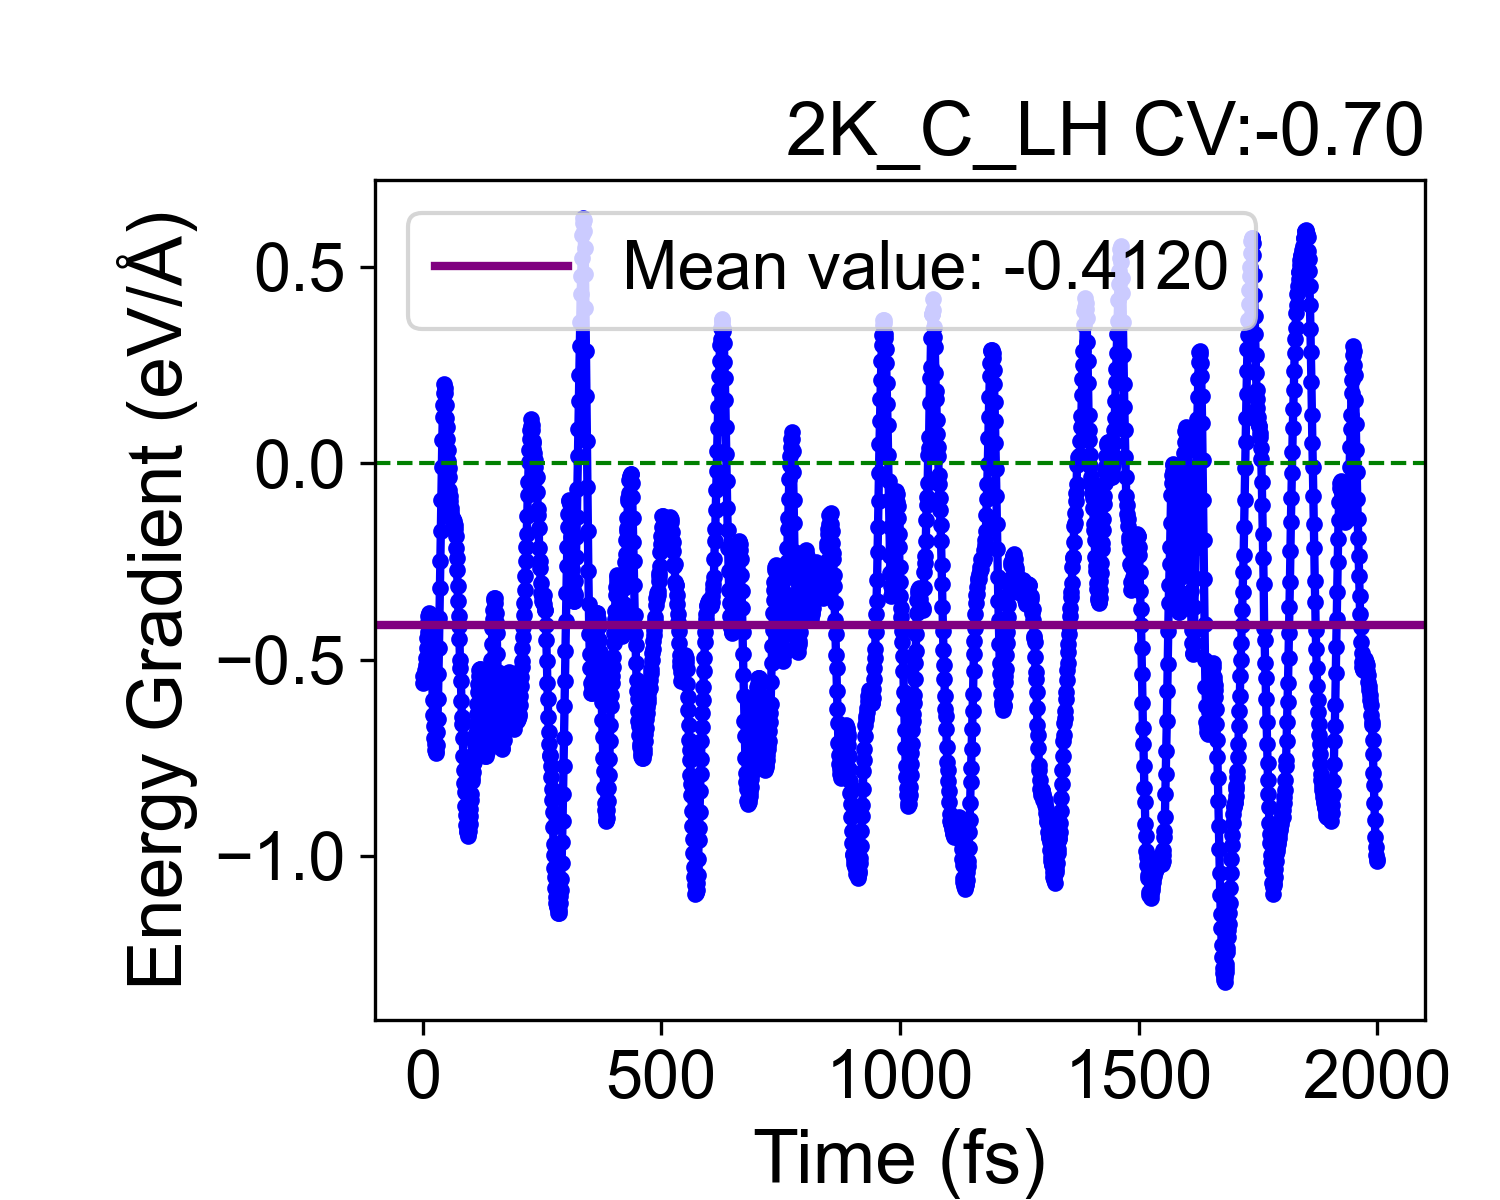 2K_C_LH CV:-0.70
Mean value: -0.4120
Energy Gradient (eV/Å)
0.5
0.0
−0.5
−1.0
0 500 1000 1500 2000
Time (fs)